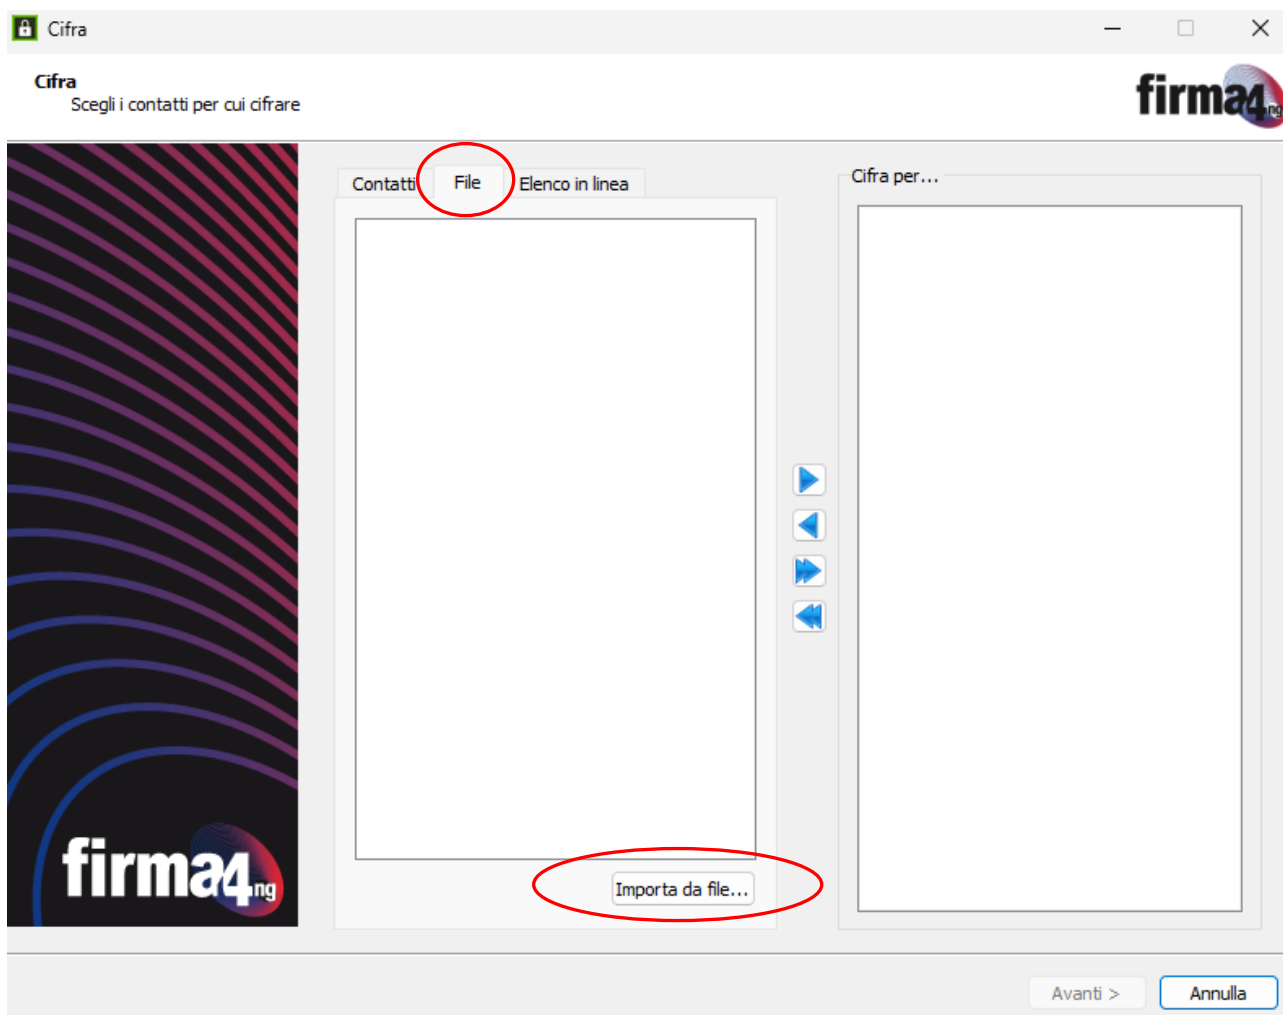 Cifra
Cifra
Scegli i contatti per cui cifrare
firma4ng
Contatti
File
Elenco in linea
Cifra per...
firma4ng
Importa da file...
Avanti >
Annulla